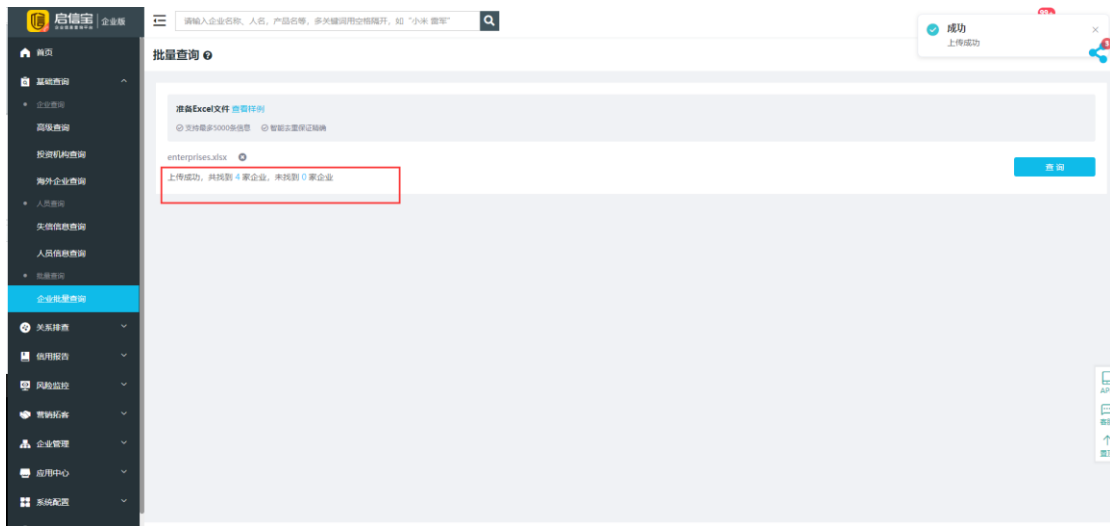 启信宝 企业版
请输入企业名称、人名，产品名等，多关键词用空格隔开，如 "小米 雷军"
99+
成功
上传成功
首页
批量查询
基础查询
企业查询
高级查询
投资机构查询
海外企业查询
人员查询
失信信息查询
人员信息查询
批量查询
企业批量查询
关系排查
信用报告
风险监控
营销拓客
企业管理
应用中心
系统配置
准备Excel文件 查看样例
支持最多5000条信息 智能去重保证精确
enterprises.xlsx
上传成功，共找到 4 家企业，未找到 0 家企业
查 询